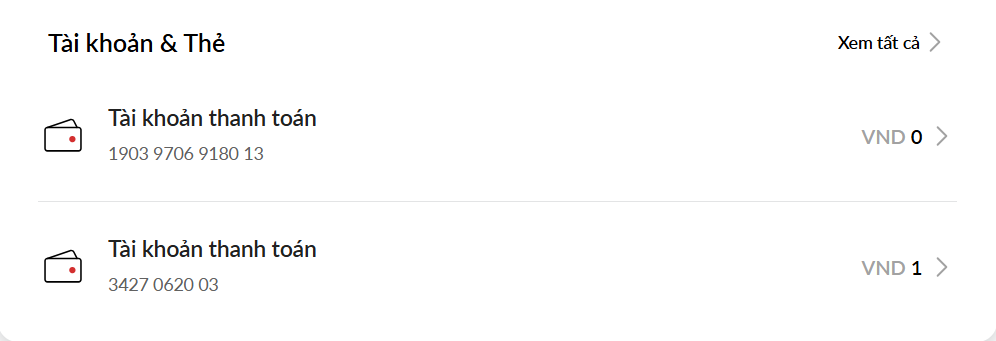 Tài khoản & Thẻ
Xem tất cả
Tài khoản thanh toán
1903 9706 9180 13
VND 0
Tài khoản thanh toán
3427 0620 03
VND 1